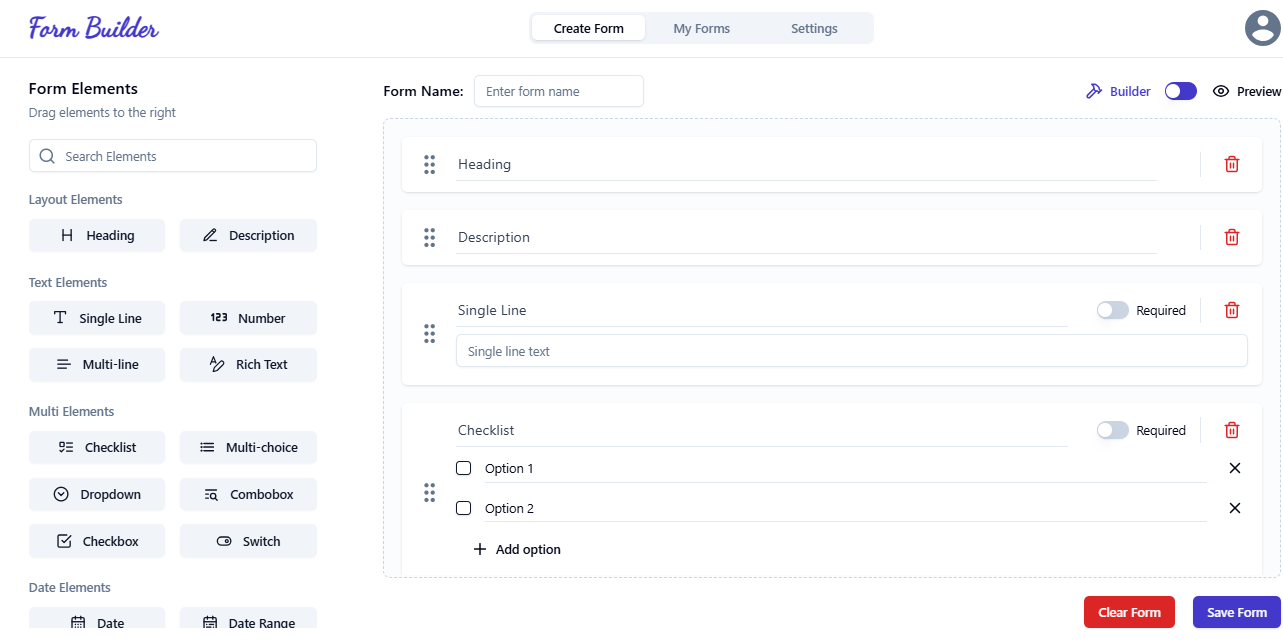 Form Builder
Create Form My Forms Settings
Form Elements
Drag elements to the right
Search Elements
Layout Elements
Heading Description
Text Elements
Single Line 123 Number
Multi-line Rich Text
Multi Elements
Checklist Multi-choice
Dropdown Combobox
Checkbox Switch
Date Elements
Date Date Range
Form Name: Enter form name Builder Preview
Heading
Description
Single Line Required
Single line text
Checklist Required
Option 1
Option 2
Add option
Clear Form Save Form